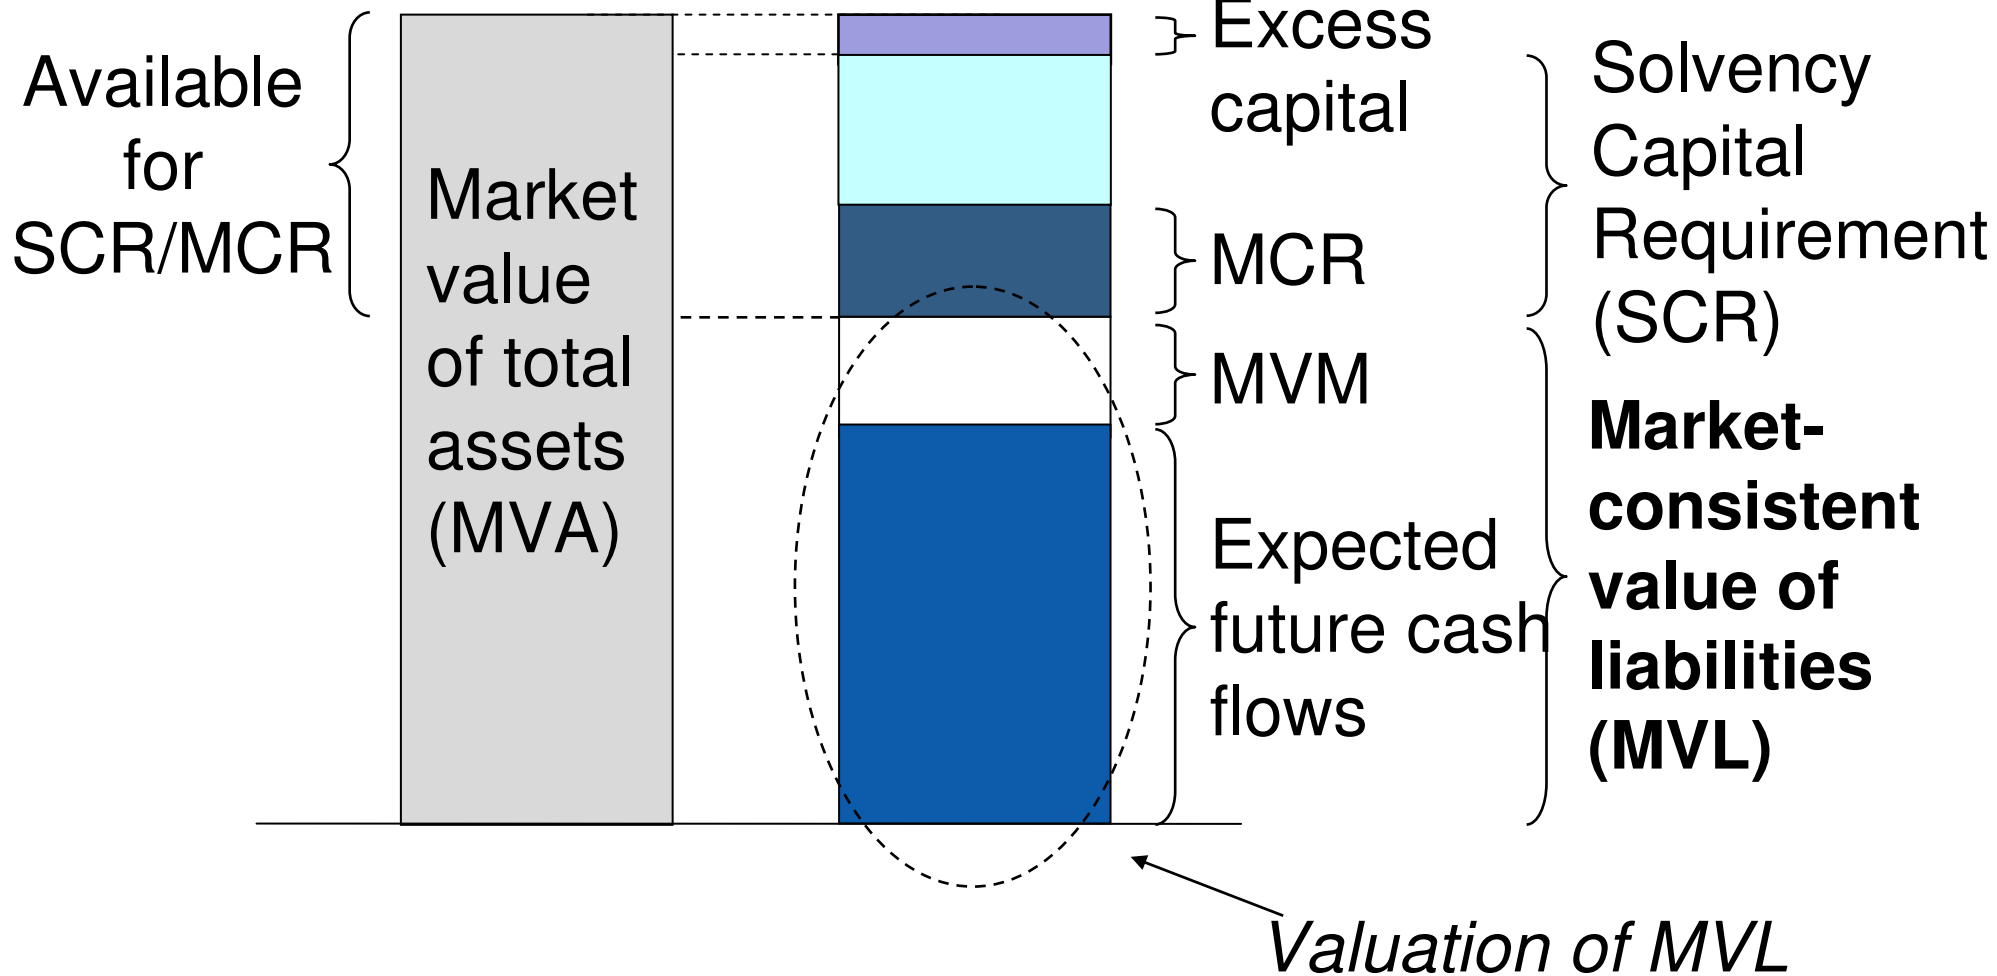 Available
for
SCR/MCR
Market
value
of total
assets
(MVA)
Excess
capital
MCR
MVM
Expected
future cash
flows
Solvency
Capital
Requirement
(SCR)
Market-
consistent
value of
liabilities
(MVL)
Valuation of MVL